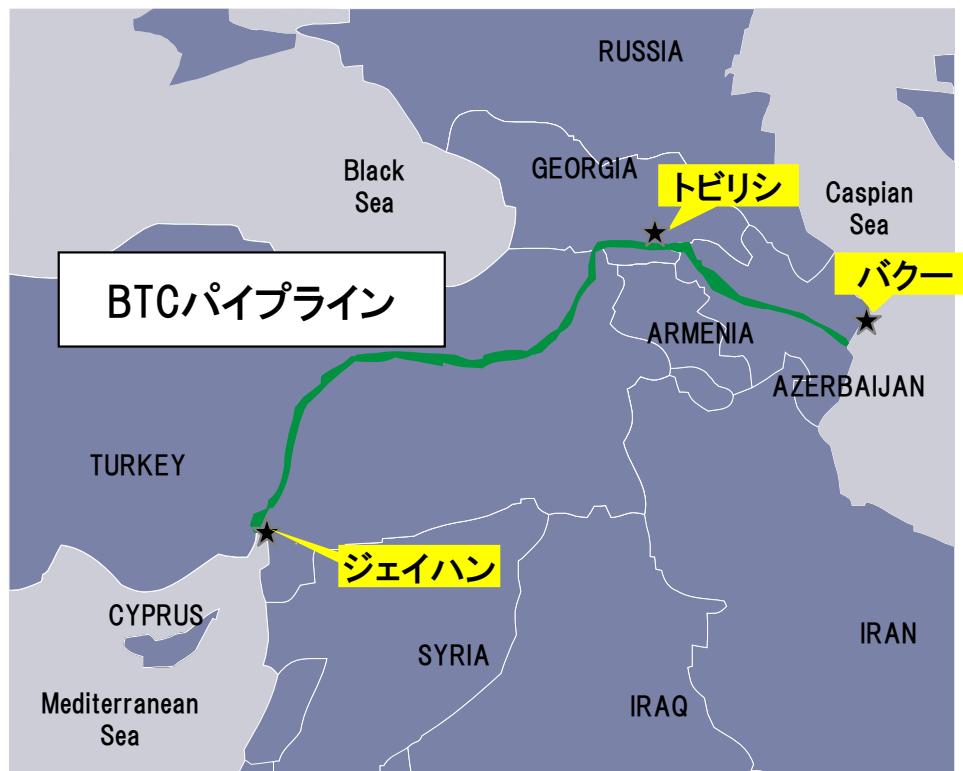 RUSSIA
GEORGIA
Black
Sea
トビリシ
Caspian
Sea
バクー
BTCパイプライン
ARMENIA
AZERBAIJAN
TURKEY
ジェイハン
CYPRUS
SYRIA
IRAN
Mediterranean
Sea
IRAQ